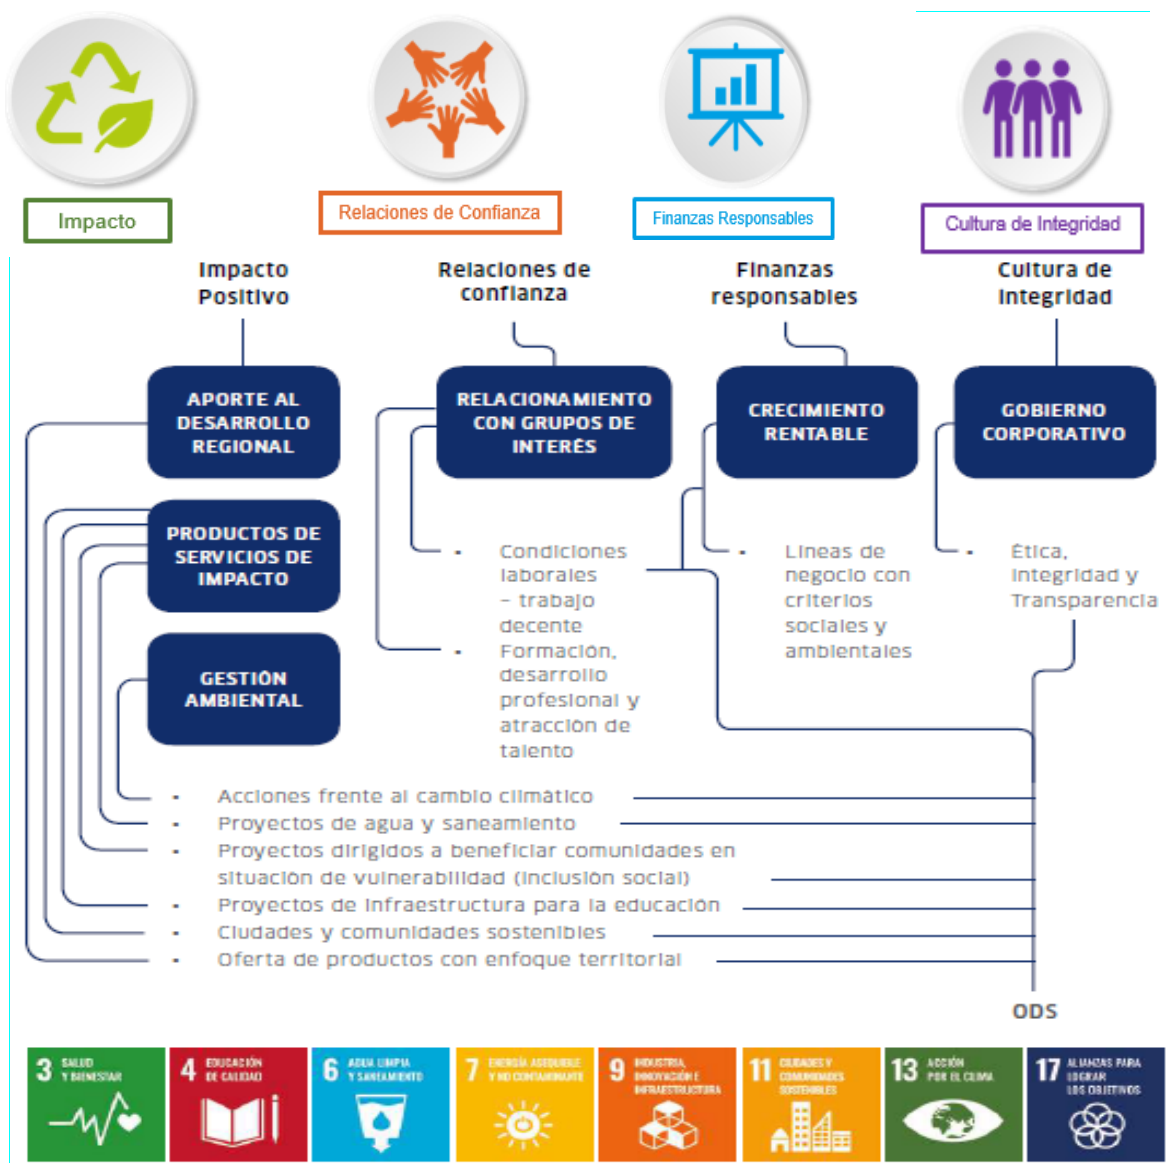 Impacto
Relaciones de Confianza
Finanzas Responsables
Cultura de Integridad
Impacto
Positivo
Relaciones de
confianza
Finanzas
responsables
Cultura de
Integridad
APORTE AL
DESARROLLO
REGIONAL
RELACIONAMIENTO
CON GRUPOS DE
INTERÉS
CRECIMIENTO
RENTABLE
GOBIERNO
CORPORATIVO
PRODUCTOS DE
SERVICIOS DE
IMPACTO
GESTIÓN
AMBIENTAL
- Condiciones
laborales
– trabajo
decente
- Formación,
desarrollo
profesional y
atracción de
talento
- Líneas de
negocio con
criterios
sociales y
ambientales
- Ética,
Integridad y
Transparencia
- Acciones frente al cambio climático
- Proyectos de agua y saneamiento
- Proyectos dirigidos a beneficiar comunidades en
situación de vulnerabilidad (inclusión social)
- Proyectos de infraestructura para la educación
- Ciudades y comunidades sostenibles
- Oferta de productos con enfoque territorial
ODS
3 SALUD
Y BIENESTAR
4 EDUCACIÓN
DE CALIDAD
6 AGUA LIMPIA
Y SANEAMIENTO
7 ENERGÍA ASEQUIBLE
Y NO CONTAMINANTE
9 INDUSTRIA,
INNOVACIÓN E
INFRAESTRUCTURA
11 CIUDADES Y
COMUNIDADES
SOSTENIBLES
13 ACCIÓN
POR EL CLIMA
17 ALIANZAS PARA
LOGRAR
LOS OBJETIVOS